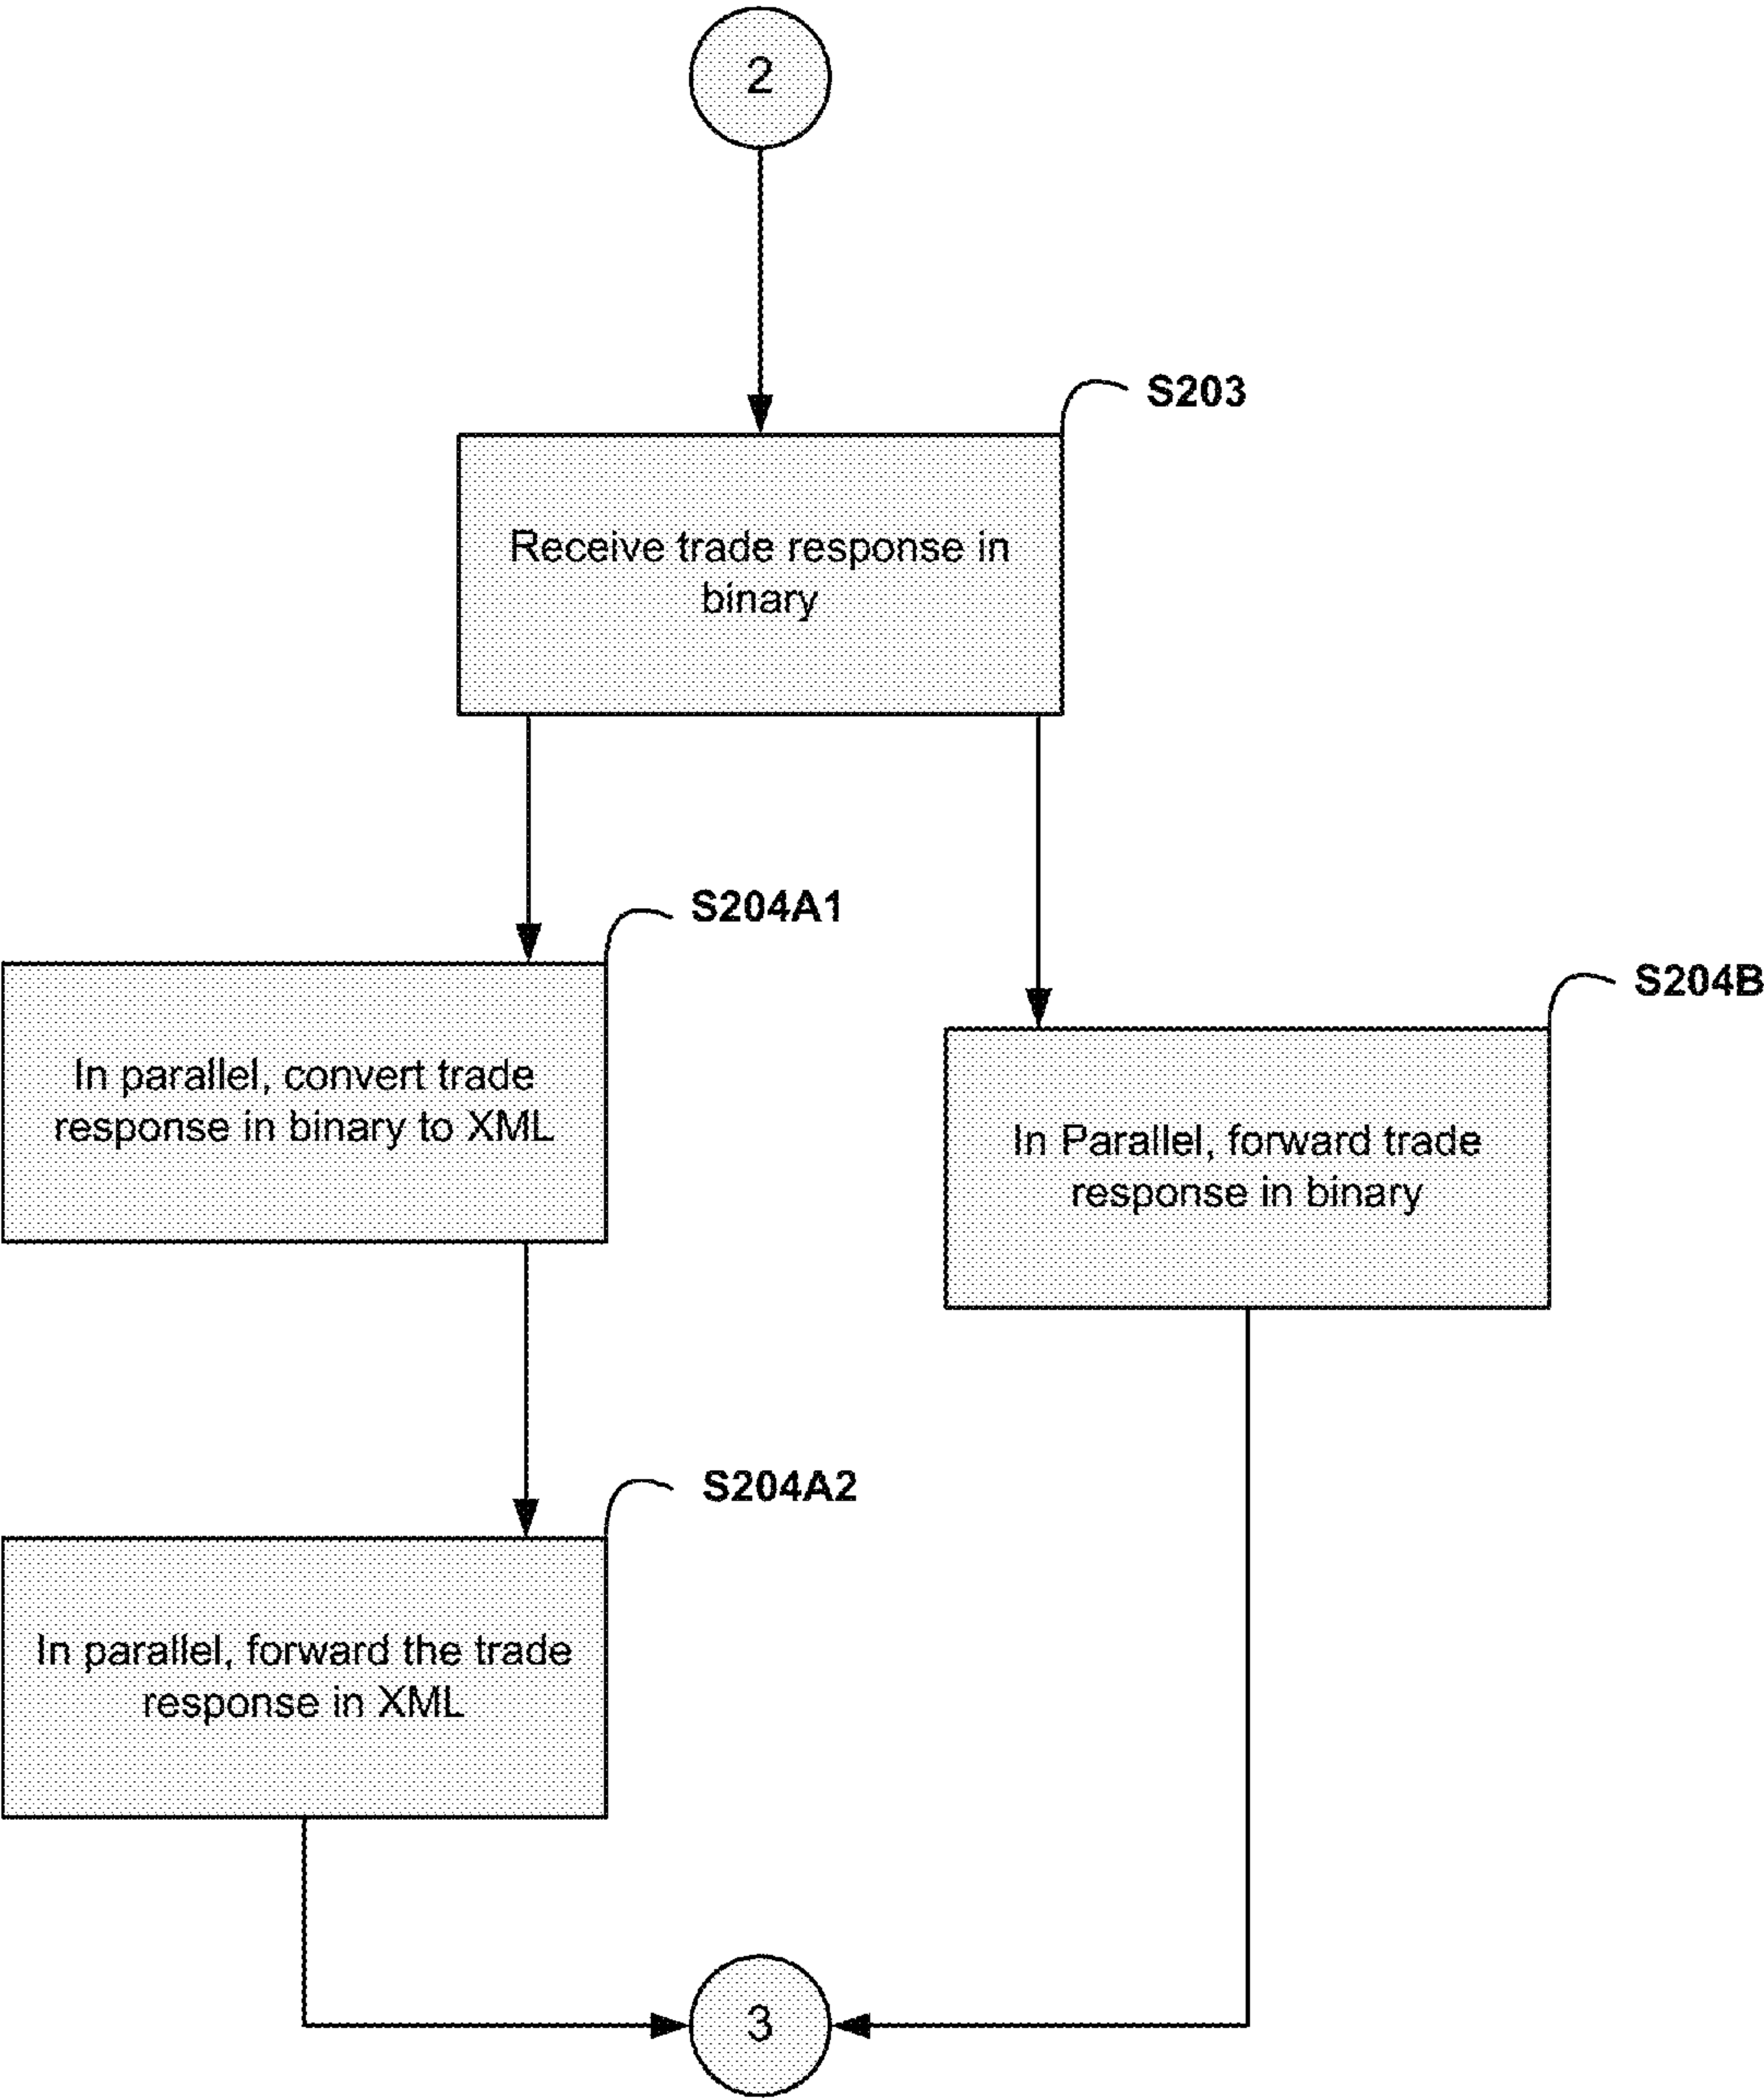 2
S203
Receive trade response in
binary
S204A1
In parallel, convert trade
response in binary to XML
S204B
In Parallel, forward trade
response in binary
S204A2
In parallel, forward the trade
response in XML
3